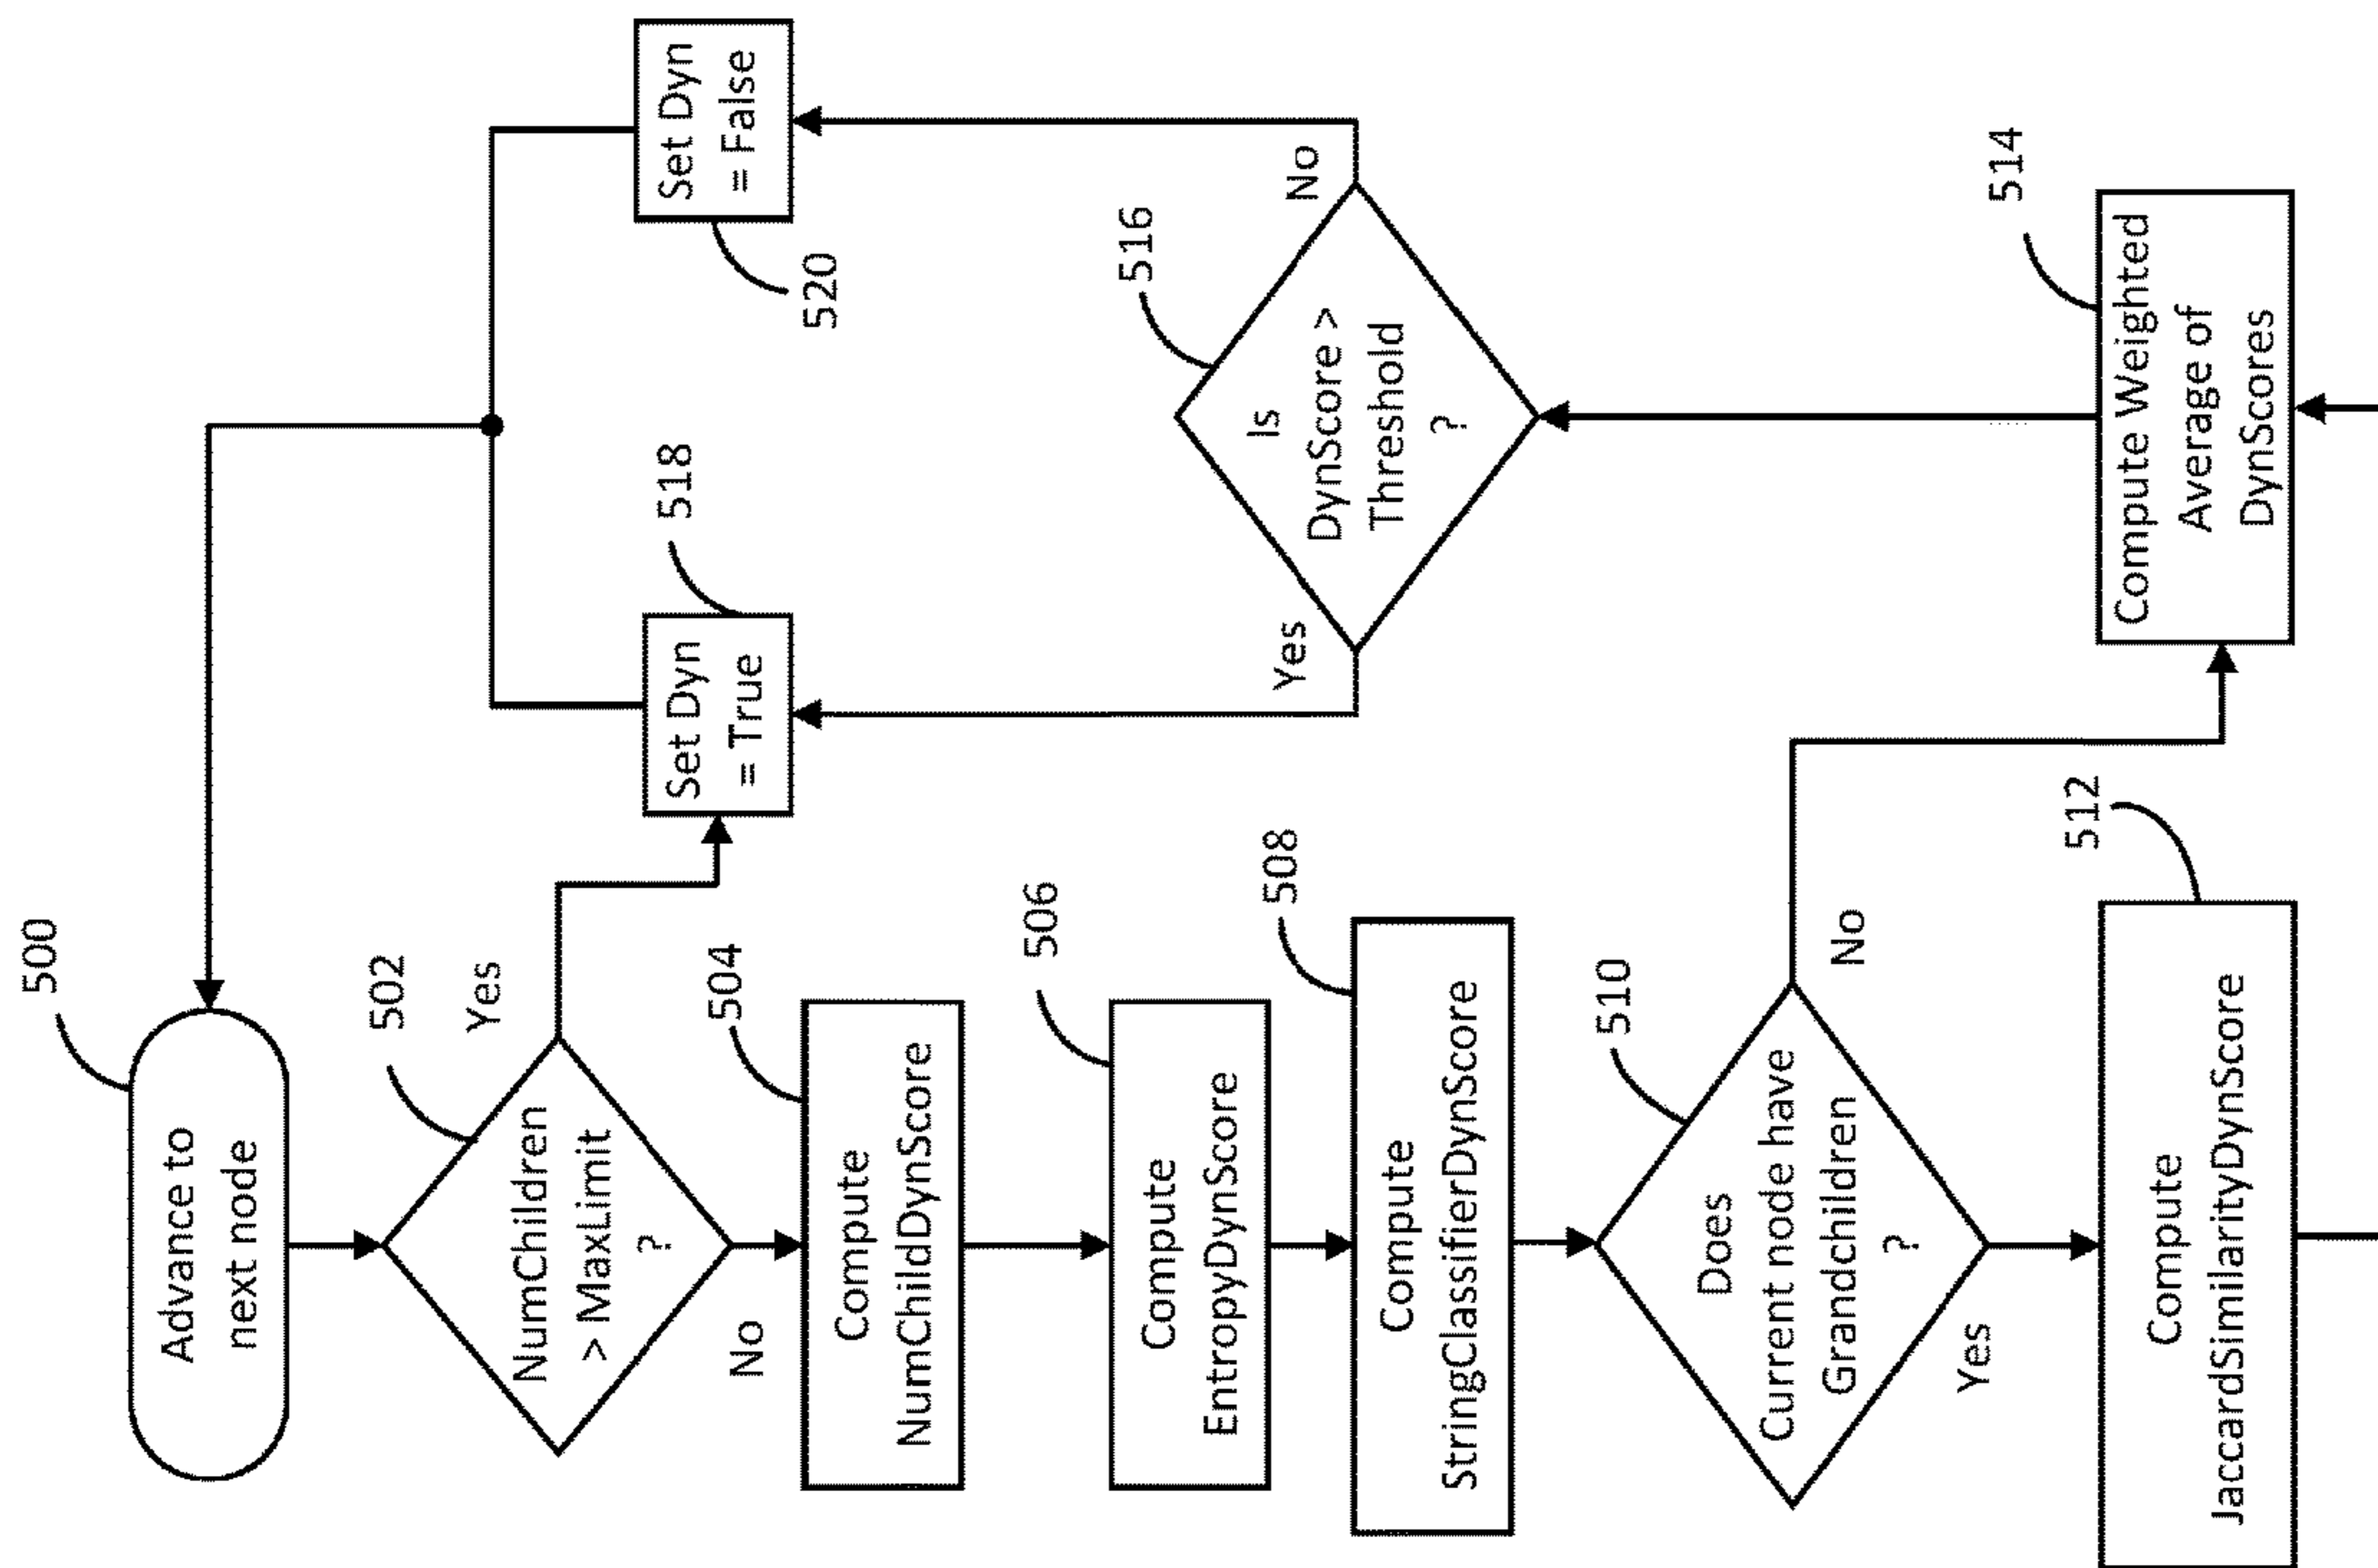 500
Advance to
next node
502
NumChildren
> MaxLimit
?
Yes
No
504
Compute
NumChildDynScore
506
Compute
EntropyDynScore
508
Compute
StringClassifierDynScore
510
Does
Current node have
Grandchildren
?
No
Yes
512
Compute
JaccardSimilarityDynScore
514
Compute Weighted
Average of
DynScores
516
Is
DynScore >
Threshold
?
Yes
No
518
Set Dyn
= True
520
Set Dyn
= False